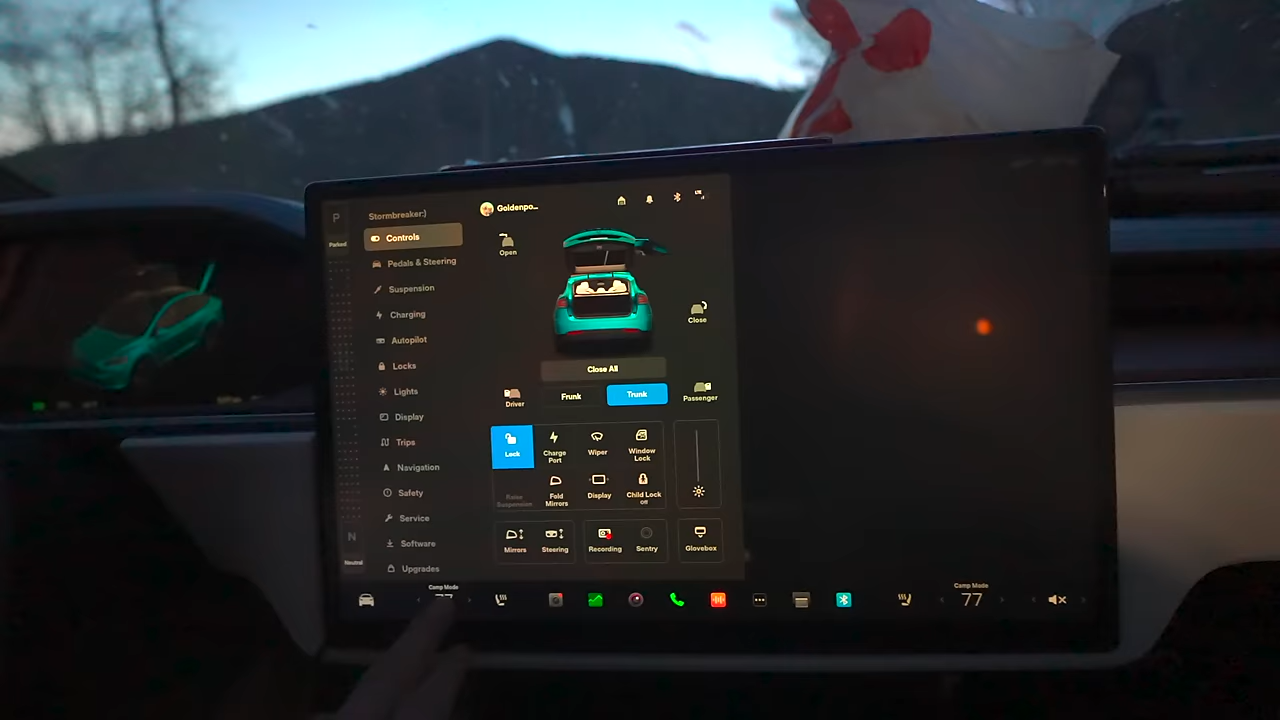 P
Parked
Stormbreaker:)
Controls
Pedals & Steering
Suspension
Charging
Autopilot
Locks
Lights
Display
Trips
Navigation
Safety
Service
Software
Upgrades
Goldenpo...
LTE
Open
Close
Close All
Driver
Frunk
Trunk
Passenger
Lock
Charge
Port
Wiper
Window
Lock
Raise
Suspension
Fold
Mirrors
Display
Child Lock
Off
Mirrors
Steering
Recording
Sentry
Glovebox
N
Neutral
Camp Mode
77
Camp Mode
77